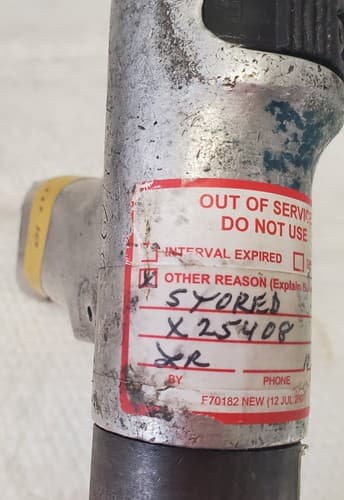 OUT OF SERVIC
DO NOT USE
INTERVAL EXPIRED
X OTHER REASON (Explain B
STORED
X25408
BY PHONE
F70182 NEW (12 JUL 2